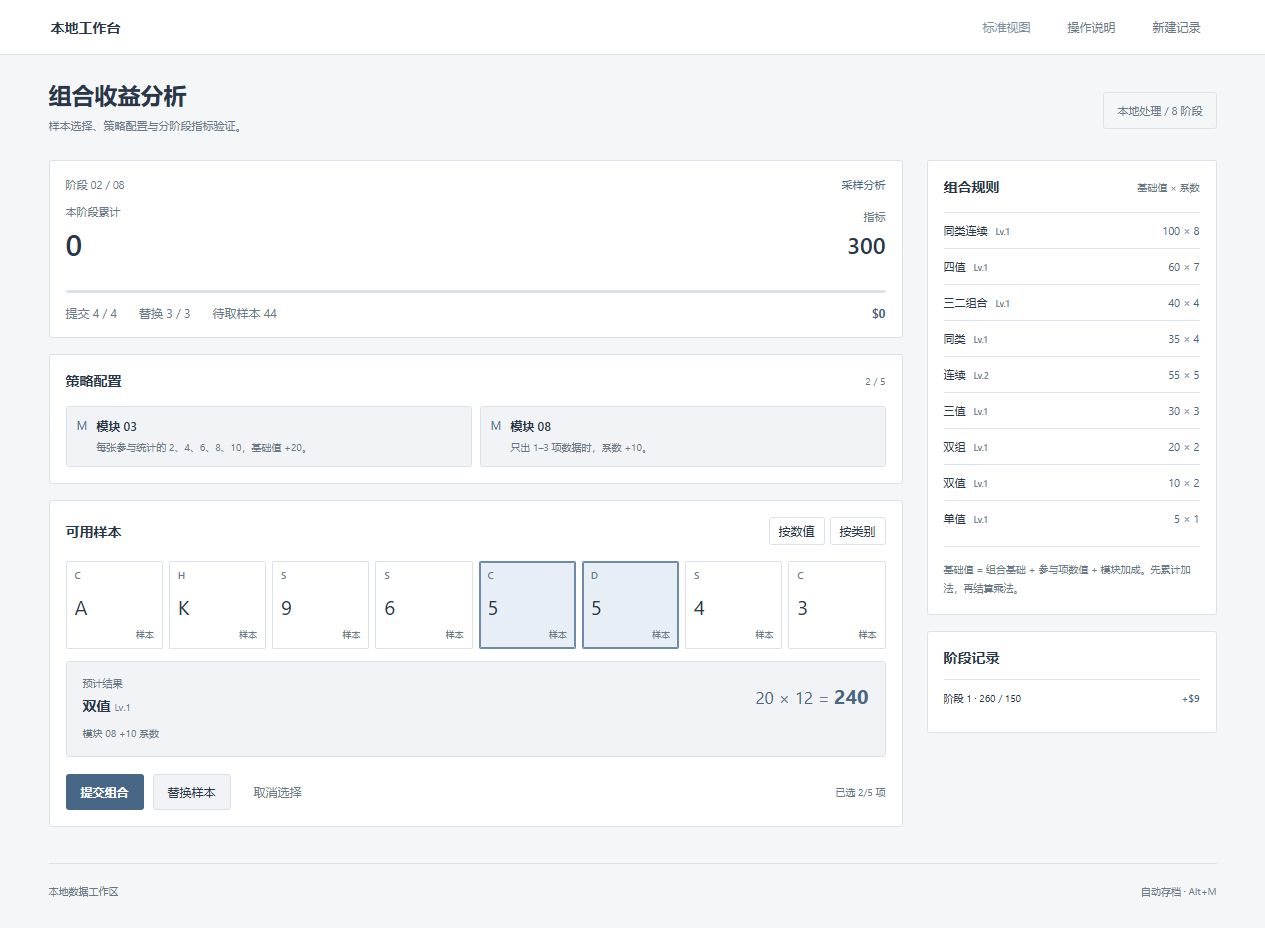 本地工作台
标准视图 操作说明 新建记录
组合收益分析
样本选择、策略配置与分阶段指标验证。
本地处理 / 8 阶段
阶段 02 / 08 采样分析
本阶段累计 指标
0 300
提交 4 / 4 替换 3 / 3 待取样本 44 $0
策略配置 2 / 5
M 模块 03
每张参与统计的 2、4、6、8、10，基础值 +20。
M 模块 08
只出 1–3 项数据时，系数 +10。
可用样本 按数值 按类别
C H S S C D S C
A K 9 6 5 5 4 3
样本 样本 样本 样本 样本 样本 样本 样本
预计结果
双值 Lv.1
20 × 12 = 240
模块 08 +10 系数
提交组合 替换样本 取消选择 已选 2/5 项
组合规则 基础值 × 系数
同类连续 Lv.1 100 × 8
四值 Lv.1 60 × 7
三二组合 Lv.1 40 × 4
同类 Lv.1 35 × 4
连续 Lv.2 55 × 5
三值 Lv.1 30 × 3
双组 Lv.1 20 × 2
双值 Lv.1 10 × 2
单值 Lv.1 5 × 1
基础值 = 组合基础 + 参与项数值 + 模块加成。先累计加
法，再结算乘法。
阶段记录
阶段 1 · 260 / 150 +$9
本地数据工作区 自动存档 · Alt+M